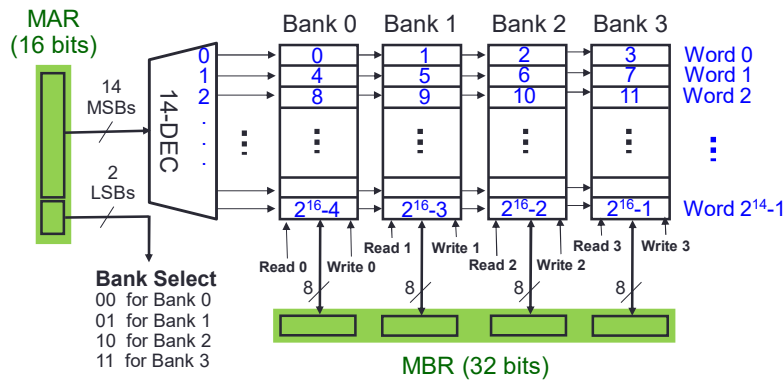 MAR
(16 bits)
Bank 0 Bank 1 Bank 2 Bank 3
14-DEC
0 0 1 2 3 Word 0
1 4 5 6 7 Word 1
2 8 9 10 11 Word 2
14
MSBs
. ... ⋮ ⋮ ⋮ ⋮ ⋮
.
.
2
LSBs
2^16-4 2^16-3 2^16-2 2^16-1 Word 2^14-1
Read 0 Write 0 Read 1 Write 1 Read 2 Write 2 Read 3 Write 3
Bank Select
00 for Bank 0
01 for Bank 1
10 for Bank 2
11 for Bank 3
8 8 8 8
MBR (32 bits)